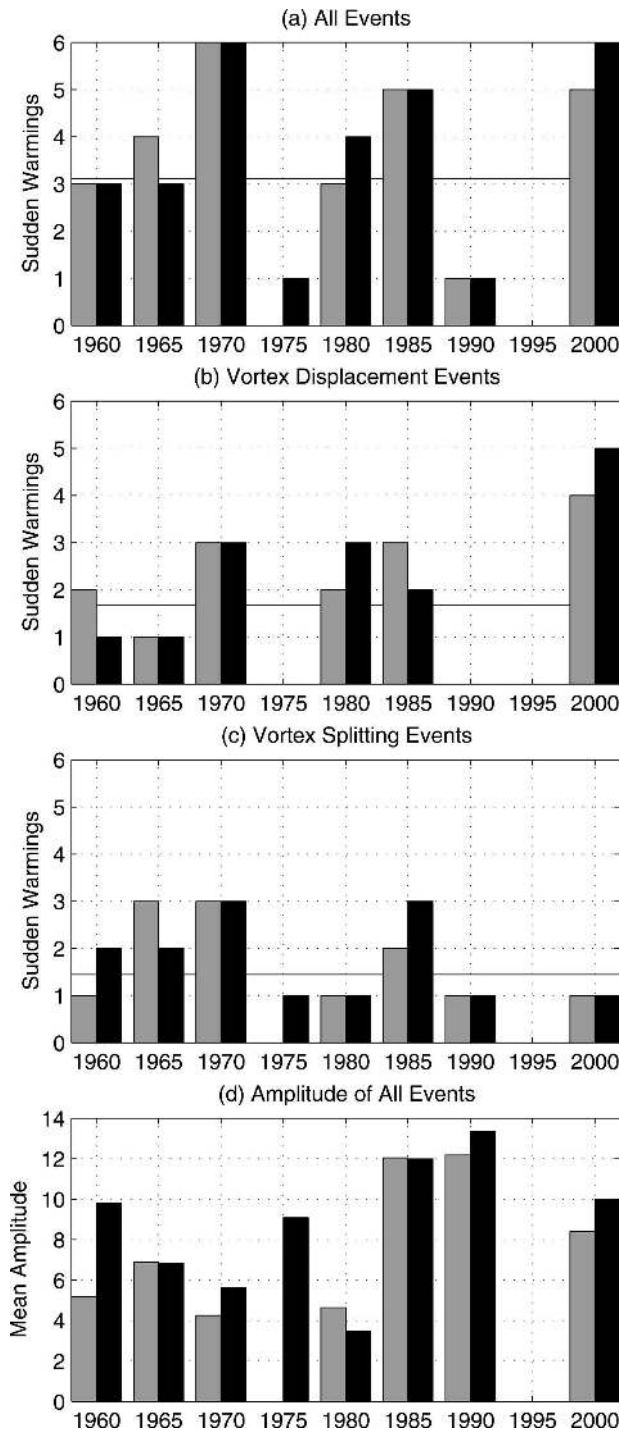 (a) All Events
6
5
4
3
2
1
0
Sudden Warmings
1960 1965 1970 1975 1980 1985 1990 1995 2000
(b) Vortex Displacement Events
6
5
4
3
2
1
0
Sudden Warmings
1960 1965 1970 1975 1980 1985 1990 1995 2000
(c) Vortex Splitting Events
6
5
4
3
2
1
0
Sudden Warmings
1960 1965 1970 1975 1980 1985 1990 1995 2000
(d) Amplitude of All Events
14
12
10
8
6
4
2
0
Mean Amplitude
1960 1965 1970 1975 1980 1985 1990 1995 2000